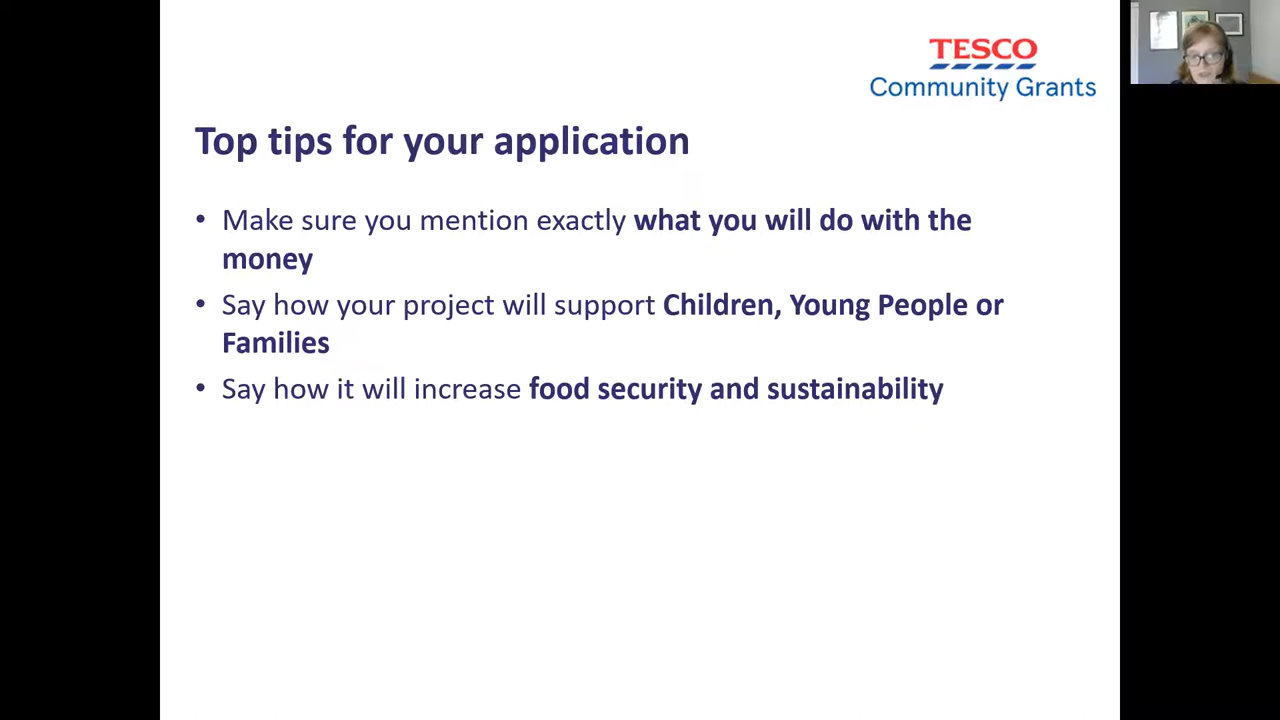 TESCO
Community Grants
Top tips for your application
• Make sure you mention exactly what you will do with the
money
• Say how your project will support Children, Young People or
Families
• Say how it will increase food security and sustainability